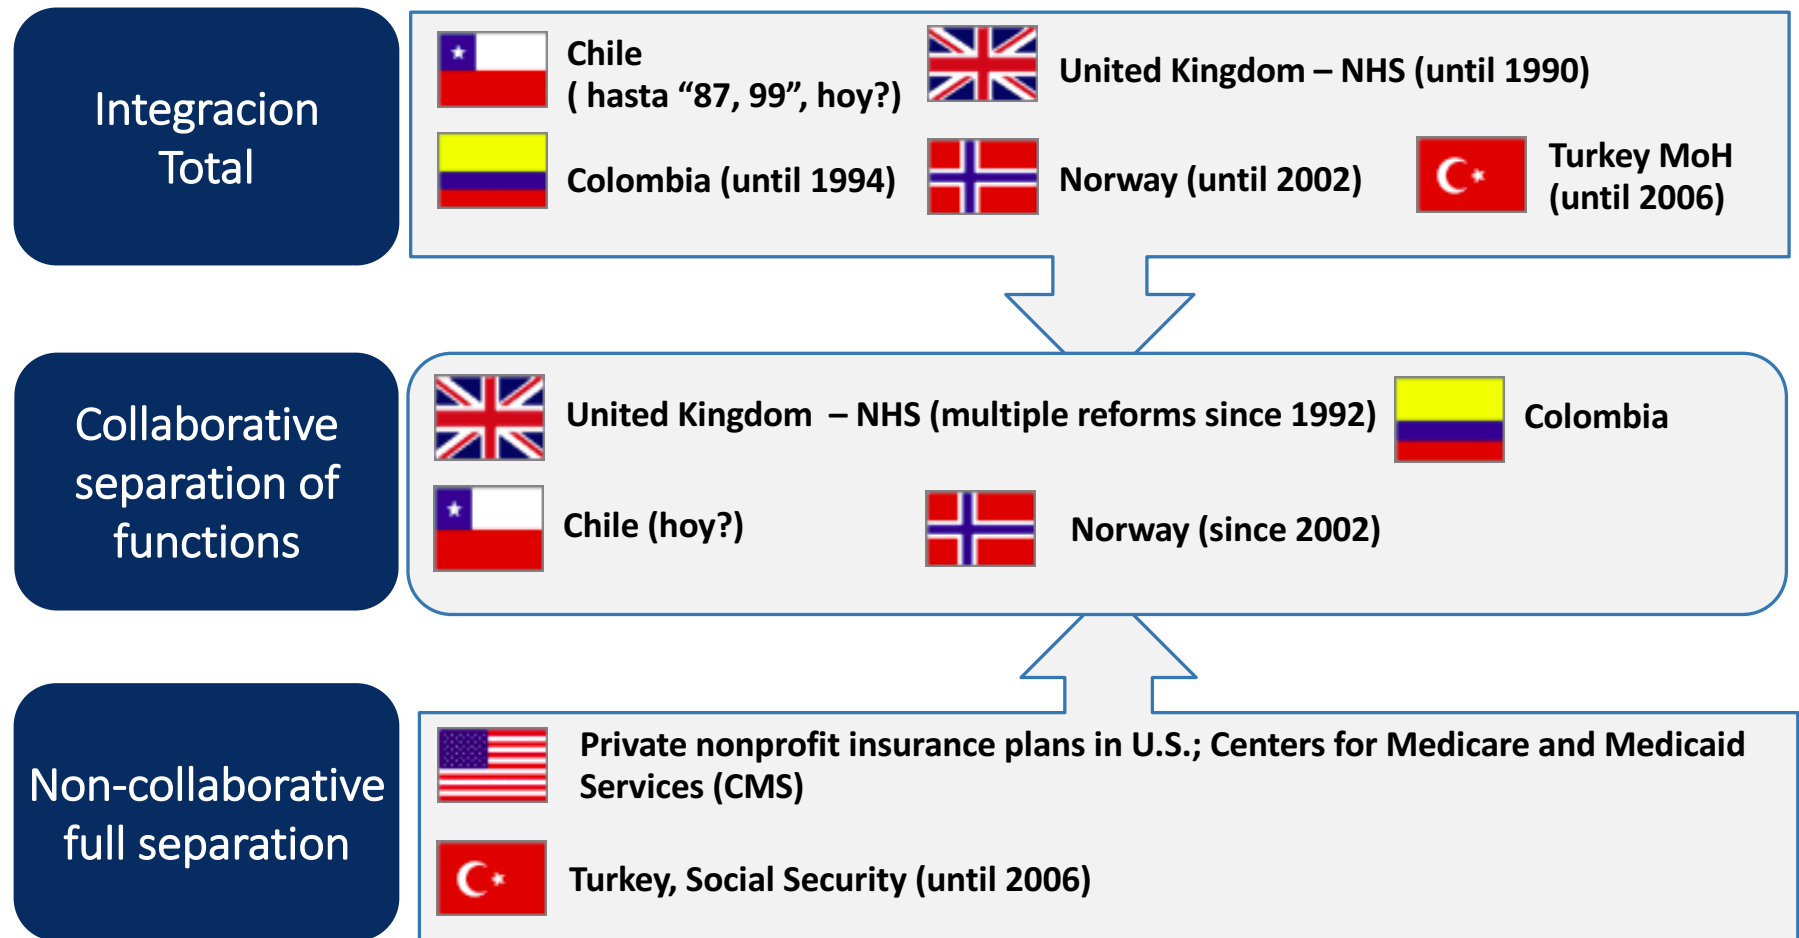 Integracion
Total
Chile
( hasta “87, 99”, hoy?)
United Kingdom – NHS (until 1990)
Colombia (until 1994)
Norway (until 2002)
Turkey MoH
(until 2006)
Collaborative
separation of
functions
United Kingdom – NHS (multiple reforms since 1992)
Colombia
Chile (hoy?)
Norway (since 2002)
Non-collaborative
full separation
Private nonprofit insurance plans in U.S.; Centers for Medicare and Medicaid
Services (CMS)
Turkey, Social Security (until 2006)